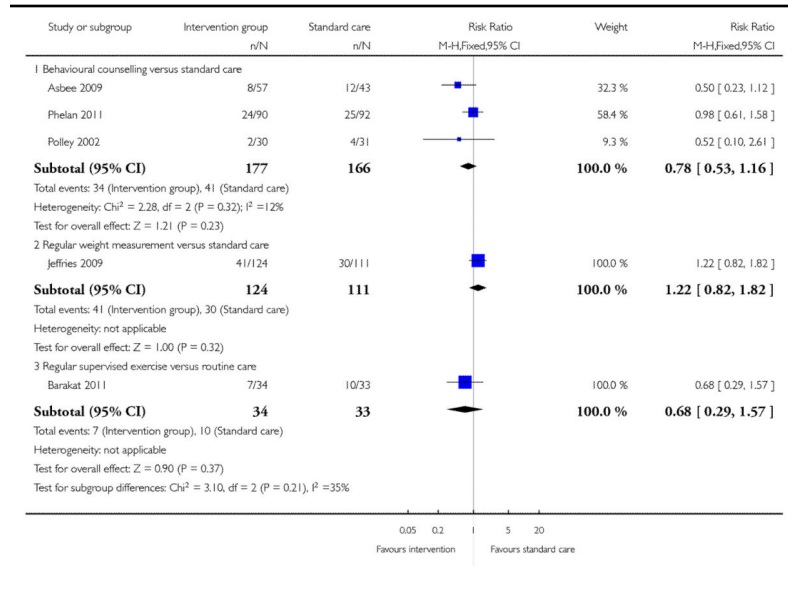 Study or subgroup Intervention group Standard care Risk Ratio Weight Risk Ratio
n/N n/N M-H,Fixed,95% CI M-H,Fixed,95% CI
1 Behavioural counselling versus standard care
Asbee 2009 8/57 12/43 32.3 % 0.50 [ 0.23, 1.12 ]
Phelan 2011 24/90 25/92 58.4 % 0.98 [ 0.61, 1.58 ]
Polley 2002 2/30 4/31 9.3 % 0.52 [ 0.10, 2.61 ]
Subtotal (95% CI) 177 166 100.0 % 0.78 [ 0.53, 1.16 ]
Total events: 34 (Intervention group), 41 (Standard care)
Heterogeneity: Chi² = 2.28, df = 2 (P = 0.32); I² =12%
Test for overall effect: Z = 1.21 (P = 0.23)
2 Regular weight measurement versus standard care
Jeffries 2009 41/124 30/111 100.0 % 1.22 [ 0.82, 1.82 ]
Subtotal (95% CI) 124 111 100.0 % 1.22 [ 0.82, 1.82 ]
Total events: 41 (Intervention group), 30 (Standard care)
Heterogeneity: not applicable
Test for overall effect: Z = 1.00 (P = 0.32)
3 Regular supervised exercise versus routine care
Barakat 2011 7/34 10/33 100.0 % 0.68 [ 0.29, 1.57 ]
Subtotal (95% CI) 34 33 100.0 % 0.68 [ 0.29, 1.57 ]
Total events: 7 (Intervention group), 10 (Standard care)
Heterogeneity: not applicable
Test for overall effect: Z = 0.90 (P = 0.37)
Test for subgroup differences: Chi² = 3.10, df = 2 (P = 0.21), I² =35%
0.05 0.2 1 5 20
Favours intervention Favours standard care